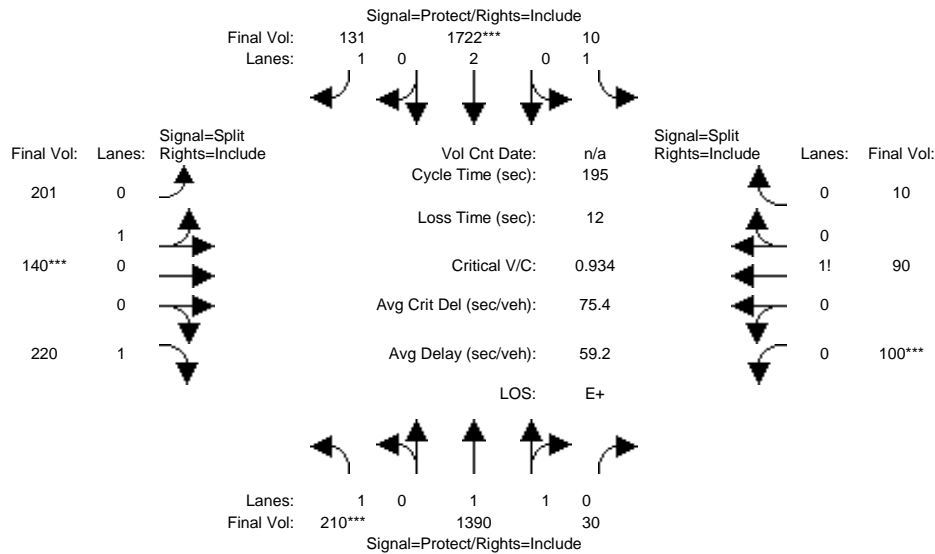 Signal=Protect/Rights=Include
Final Vol: 131 1722*** 10
Lanes: 1 0 2 0 1
Signal=Split
Final Vol: Lanes: Rights=Include
Vol Cnt Date: n/a
Signal=Split
Rights=Include Lanes: Final Vol:
Cycle Time (sec): 195
201 0
0 10
Loss Time (sec): 12
1
0
140*** 0
Critical V/C: 0.934
1! 90
0
Avg Crit Del (sec/veh): 75.4
0
220 1
Avg Delay (sec/veh): 59.2
0 100***
LOS: E+
Lanes: 1 0 1 1 0
Final Vol: 210*** 1390 30
Signal=Protect/Rights=Include